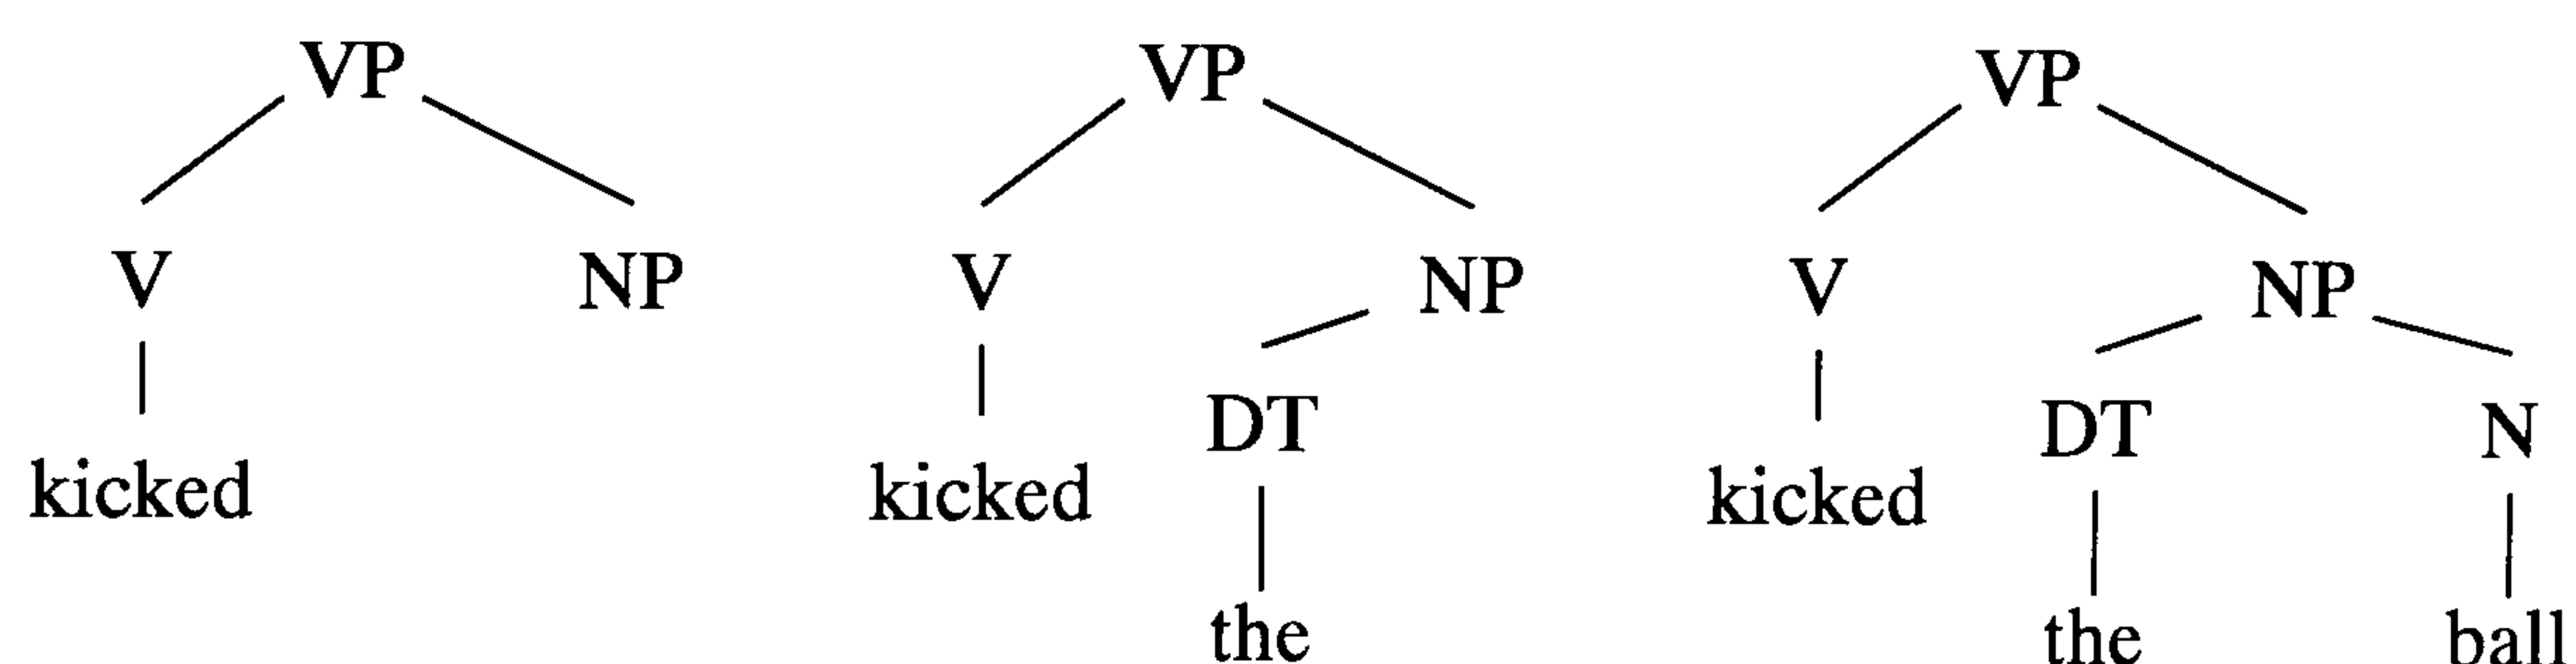 VP VP VP
V NP V NP V NP
DT DT N
kicked kicked kicked
the the ball